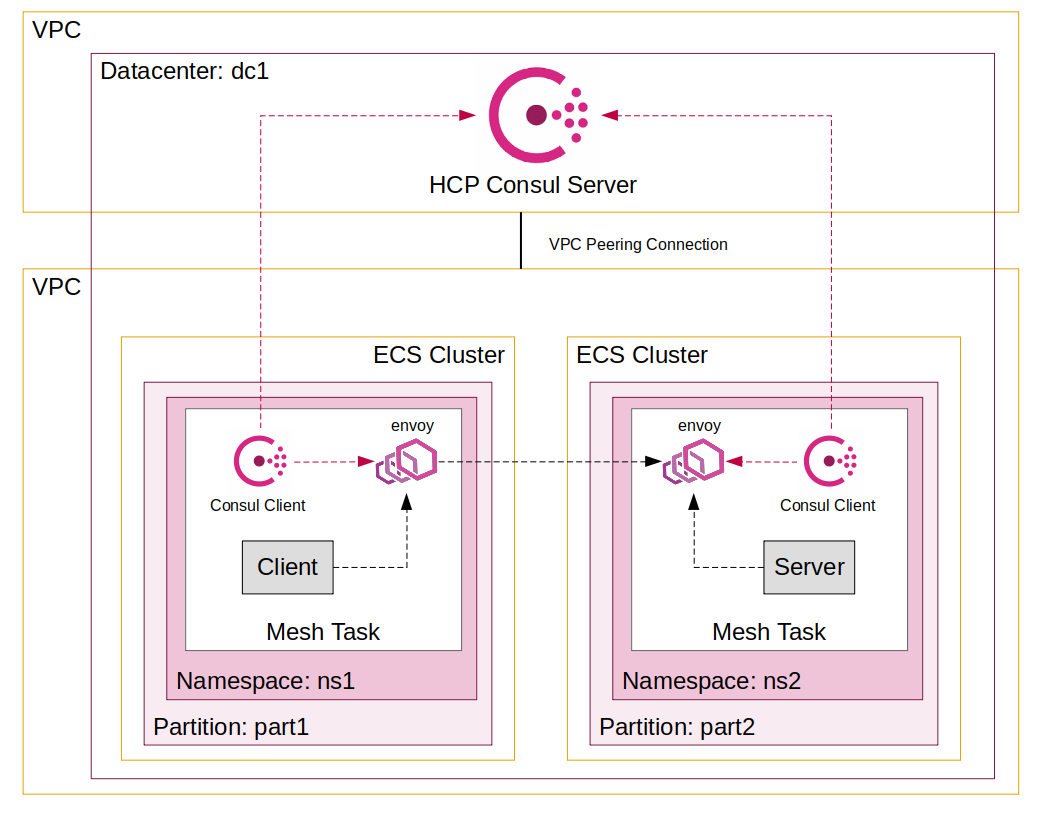 VPC
Datacenter: dc1
HCP Consul Server
VPC Peering Connection
VPC
ECS Cluster
ECS Cluster
envoy
envoy
Consul Client
Consul Client
Client
Server
Mesh Task
Mesh Task
Namespace: ns1
Namespace: ns2
Partition: part1
Partition: part2